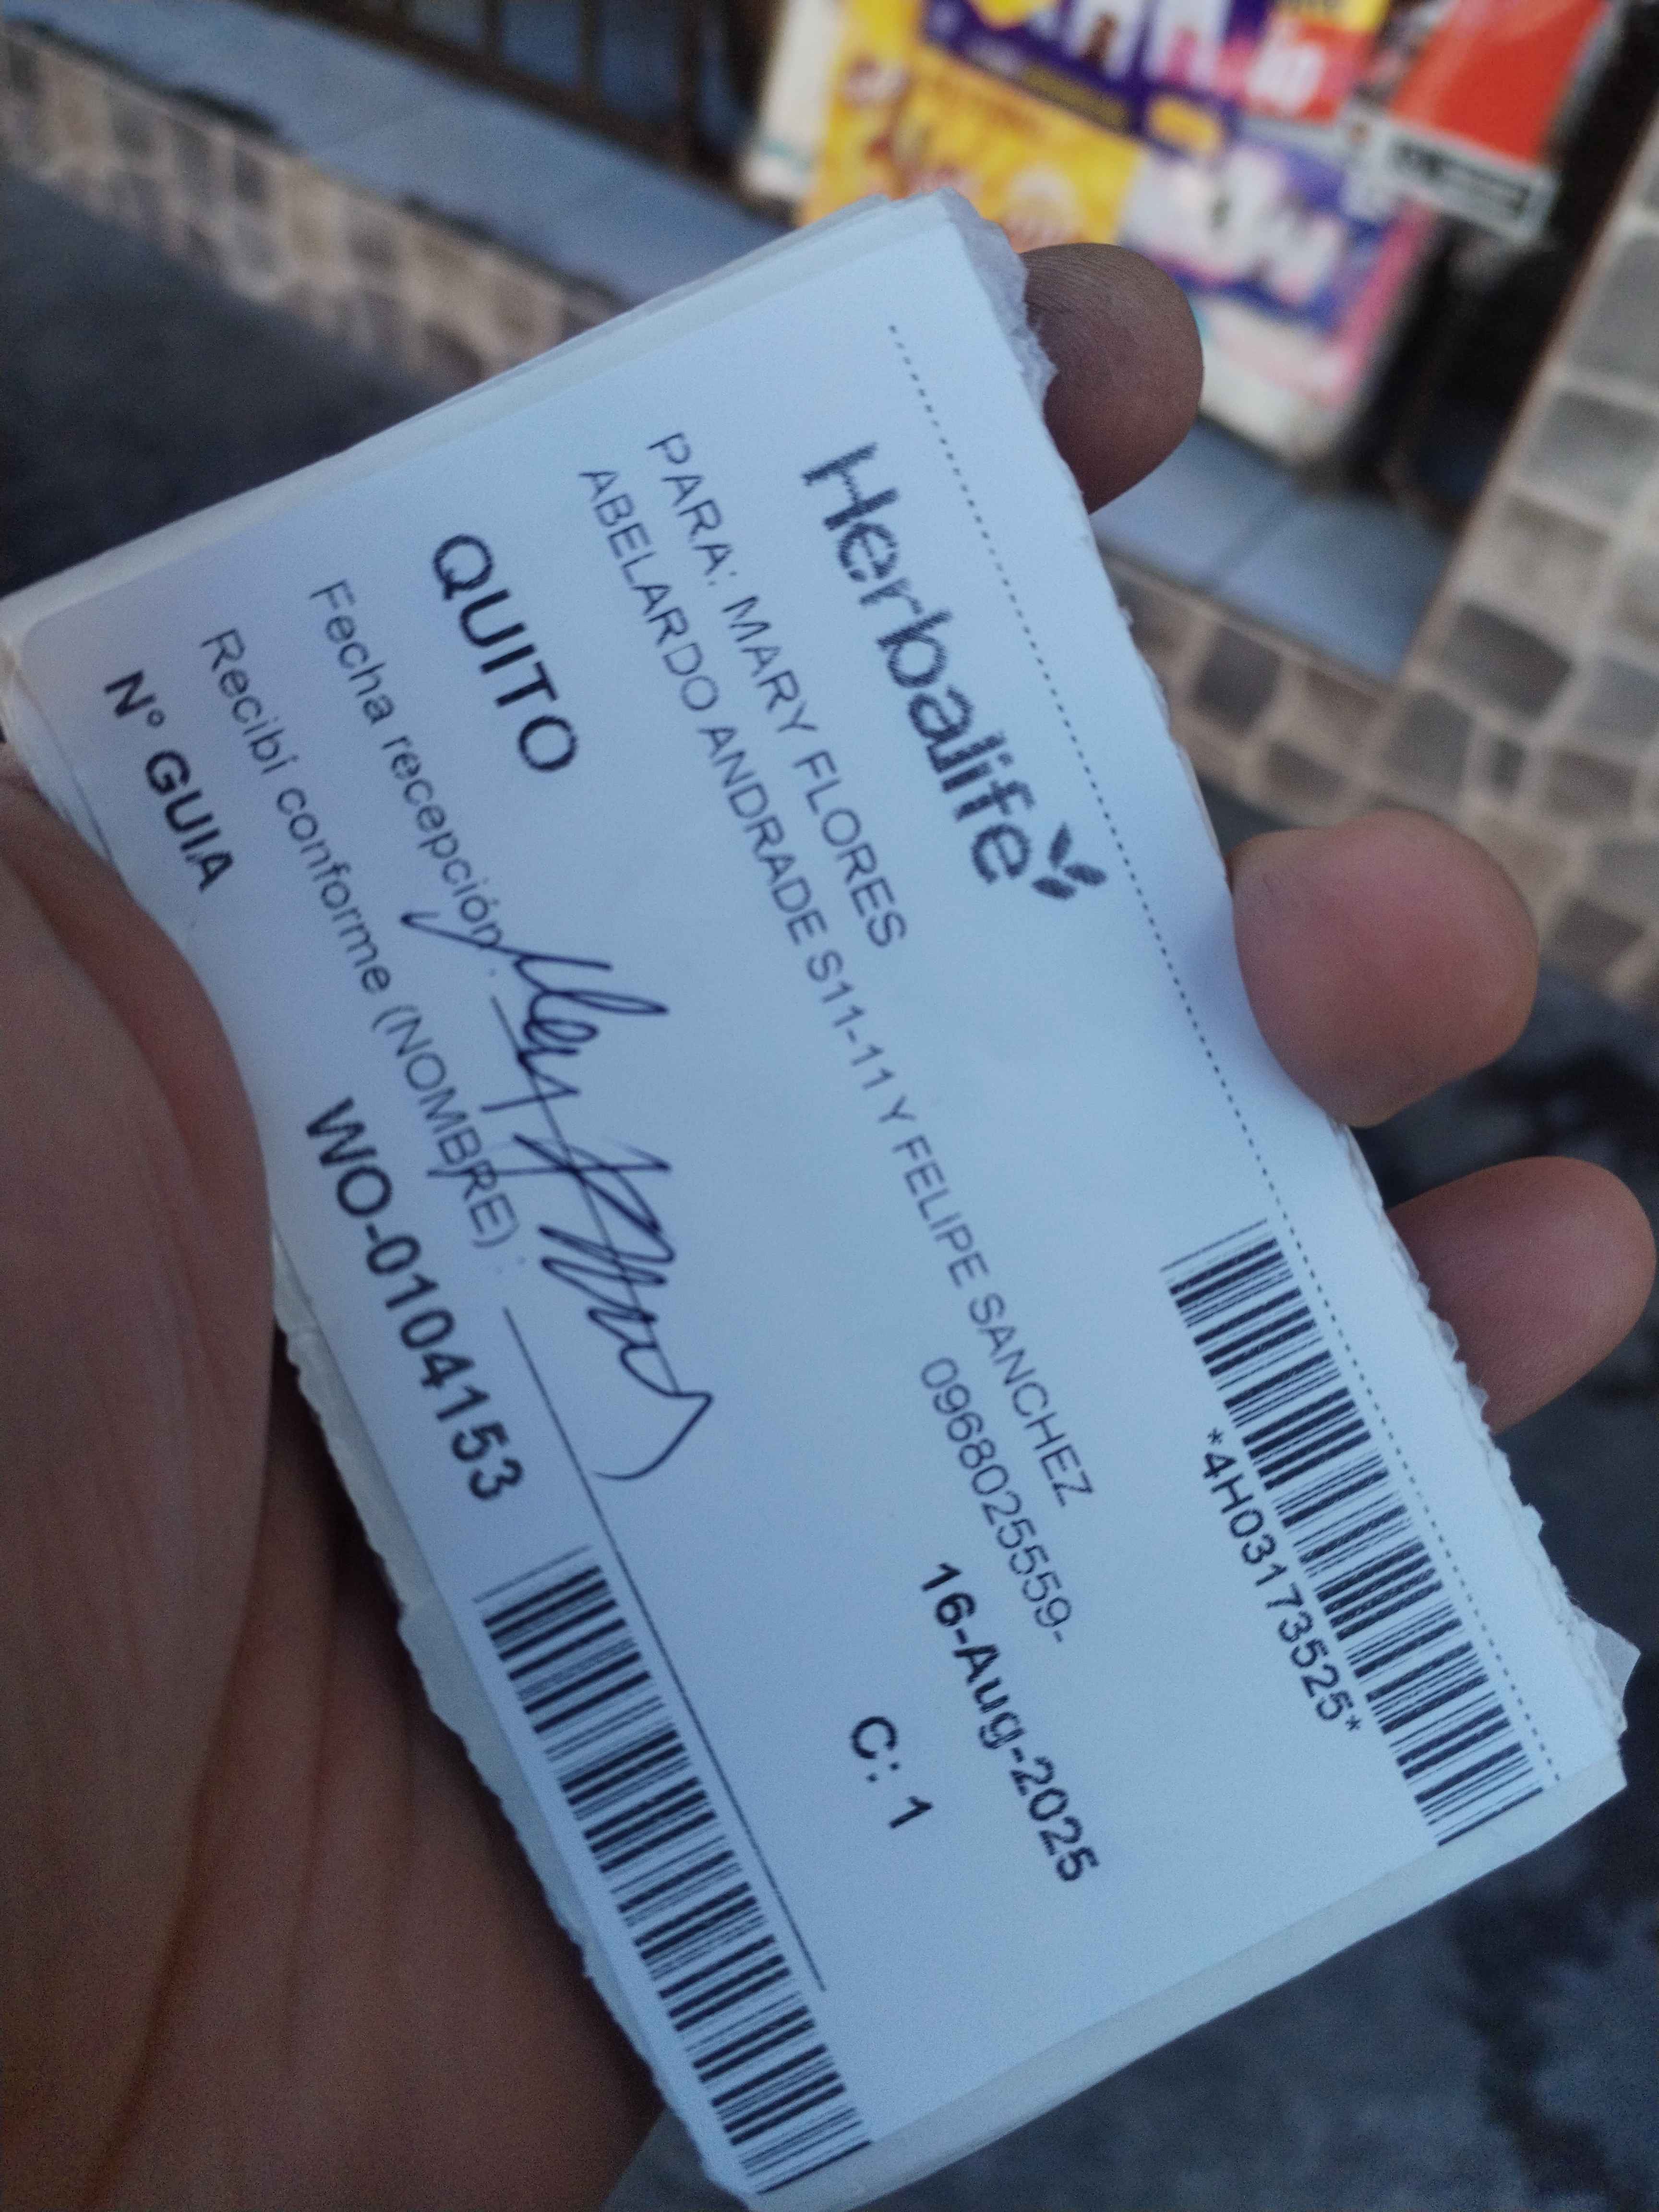 *4H03173525*
Herbalife
PARA: MARY FLORES
ABELARDO ANDRADE S11-11 Y FELIPE SANCHEZ
0968025559-
16-Aug-2025
QUITO
C: 1
Fecha recepción:
Recibí conforme (NOMBRE) :
N° GUIA
WO-0104153